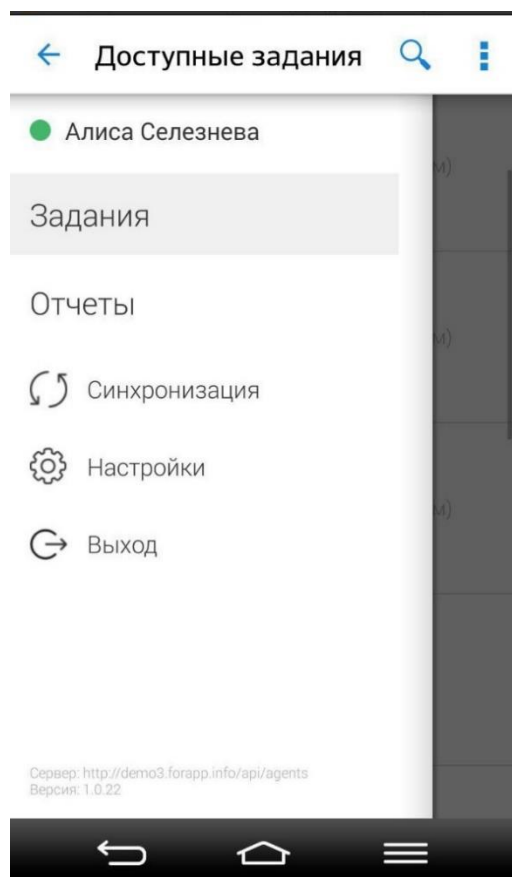 Доступные задания
Алиса Селезнева
м)
Задания
Отчеты
м)
Синхронизация
Настройки
м)
Выход
Сервер: http://demo3.forapp.info/api/agents
Версия: 1.0.22